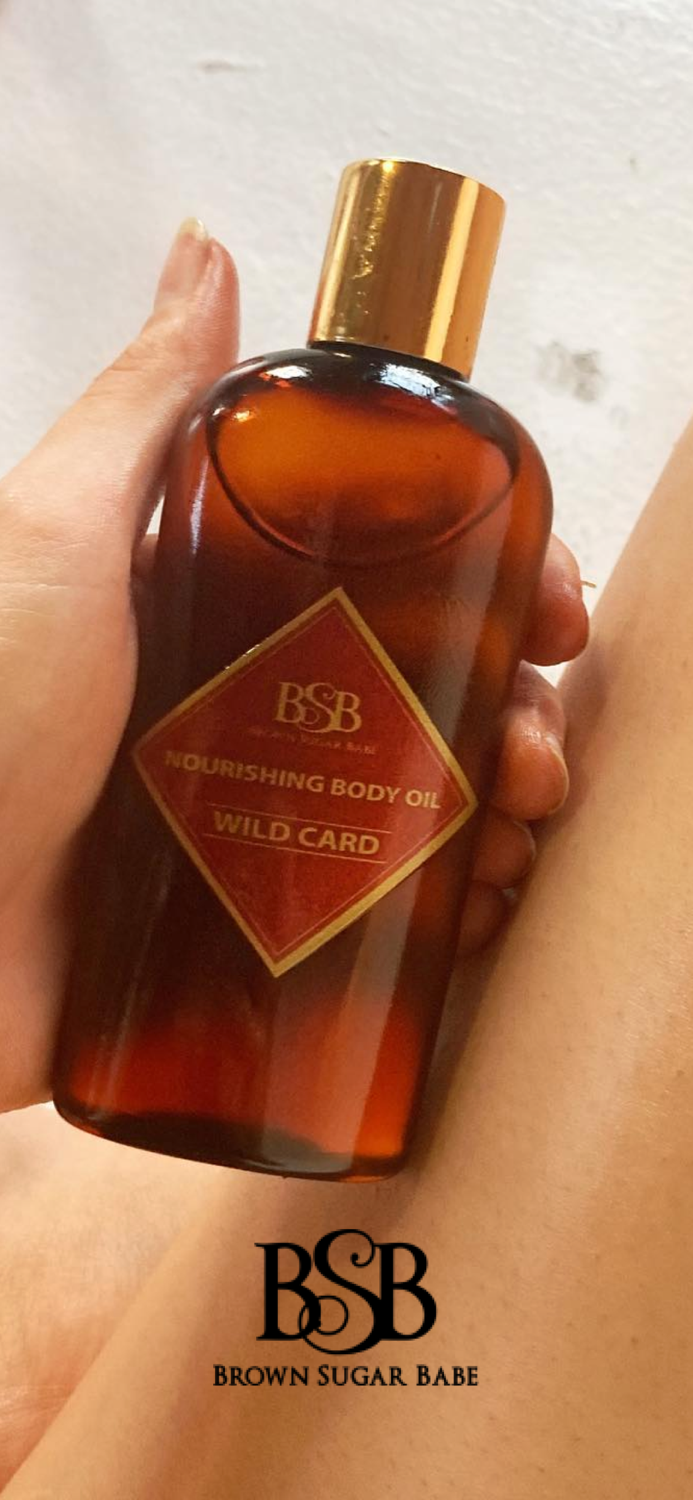 BSB
BROWN SUGAR BABE
NOURISHING BODY OIL
WILD CARD
BSB
BROWN SUGAR BABE